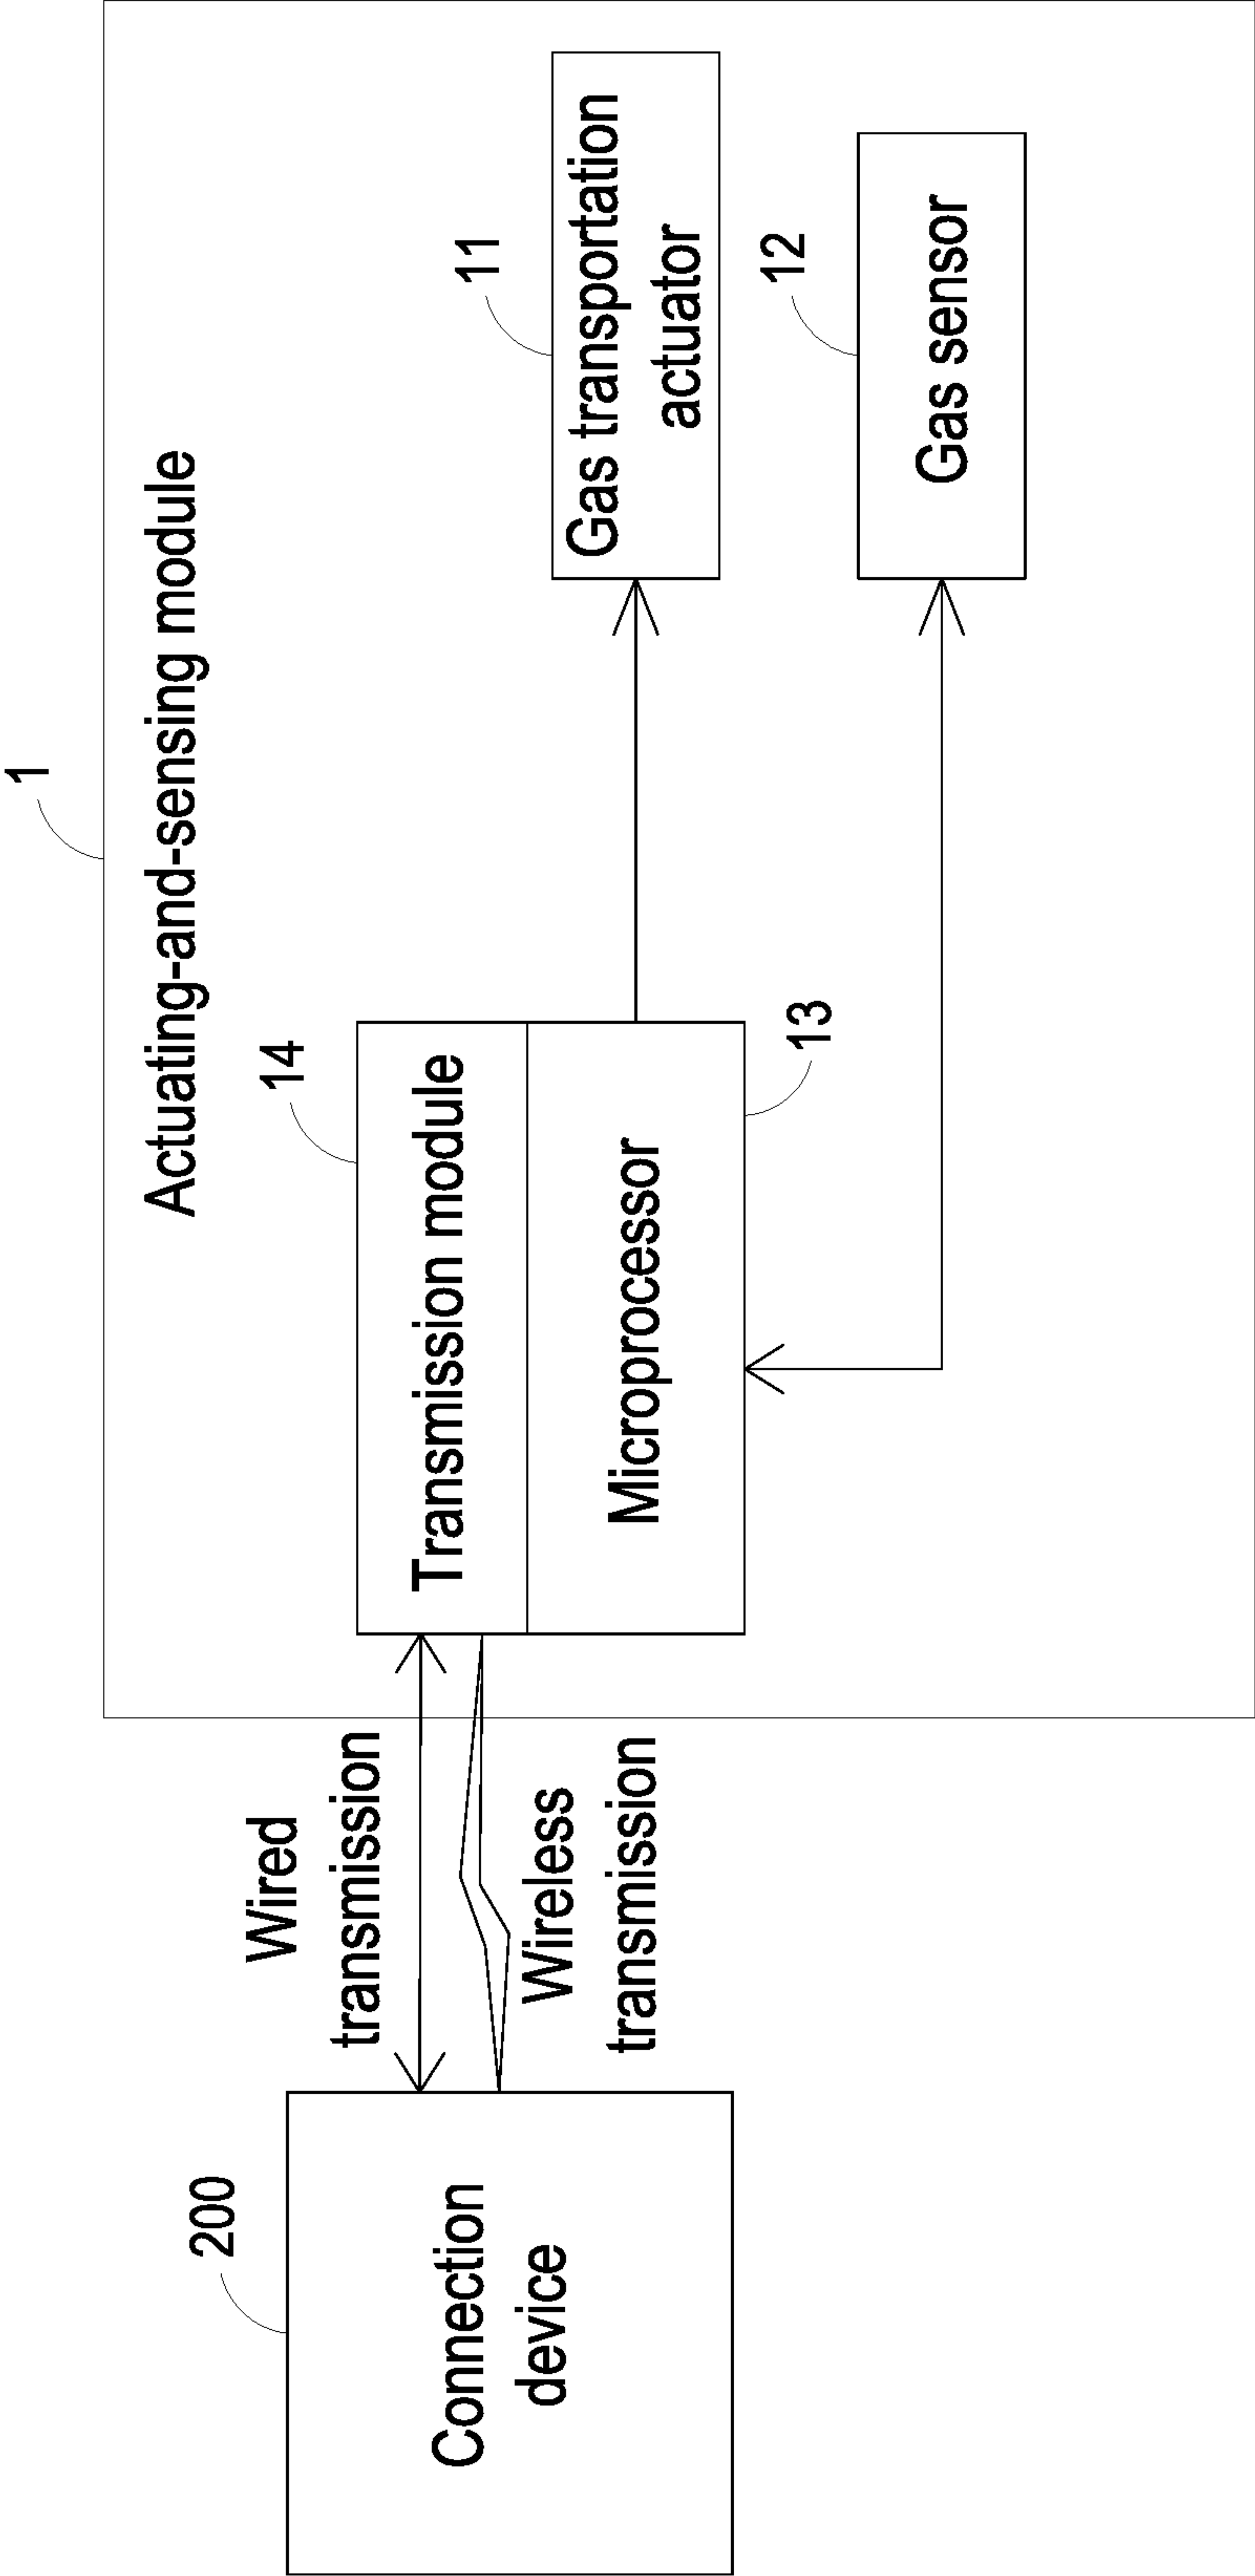 1
Actuating-and-sensing module
200
Connection
device
Wired
transmission
Wireless
transmission
14
Transmission module
Microprocessor
13
11
Gas transportation
actuator
12
Gas sensor